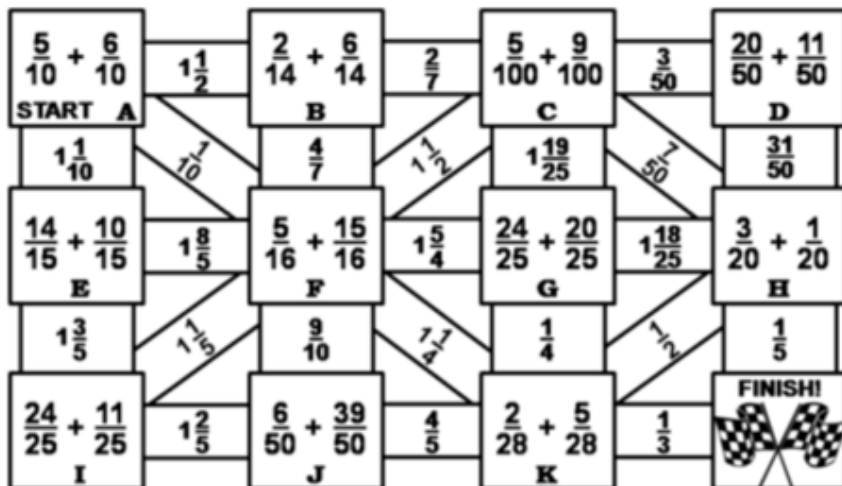 5/10 + 6/10 START A
1 1/2
2/14 + 6/14 B
2/7
5/100 + 9/100 C
3/50
20/50 + 11/50 D
1 1/10
1/10
4/7
1 1/2
1 19/25
7/50
31/50
14/15 + 10/15 E
1 8/5
5/16 + 15/16 F
1 5/4
24/25 + 20/25 G
1 18/25
3/20 + 1/20 H
1 3/5
1 1/5
9/10
1 1/4
1/4
1/2
1/5
24/25 + 11/25 I
1 2/5
6/50 + 39/50 J
4/5
2/28 + 5/28 K
1/3
FINISH!